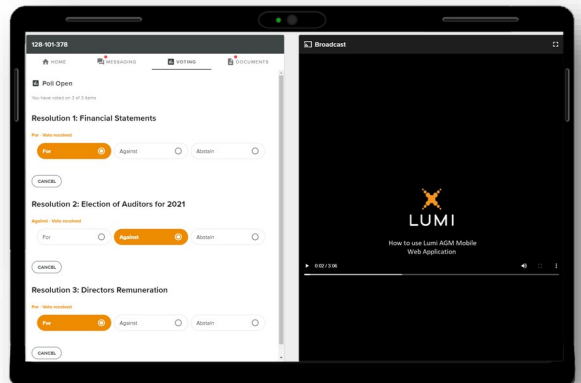 128-101-378
HOME
MESSAGING
VOTING
DOCUMENTS
Poll Open
You have voted on 3 of 3 items
Resolution 1: Financial Statements
For - Vote received
For
Against
Abstain
CANCEL
Resolution 2: Election of Auditors for 2021
Against - Vote received
For
Against
Abstain
CANCEL
Resolution 3: Directors Remuneration
For - Vote received
For
Against
Abstain
CANCEL
Broadcast
LUMI
How to use Lumi AGM Mobile
Web Application
0:02 / 3:06